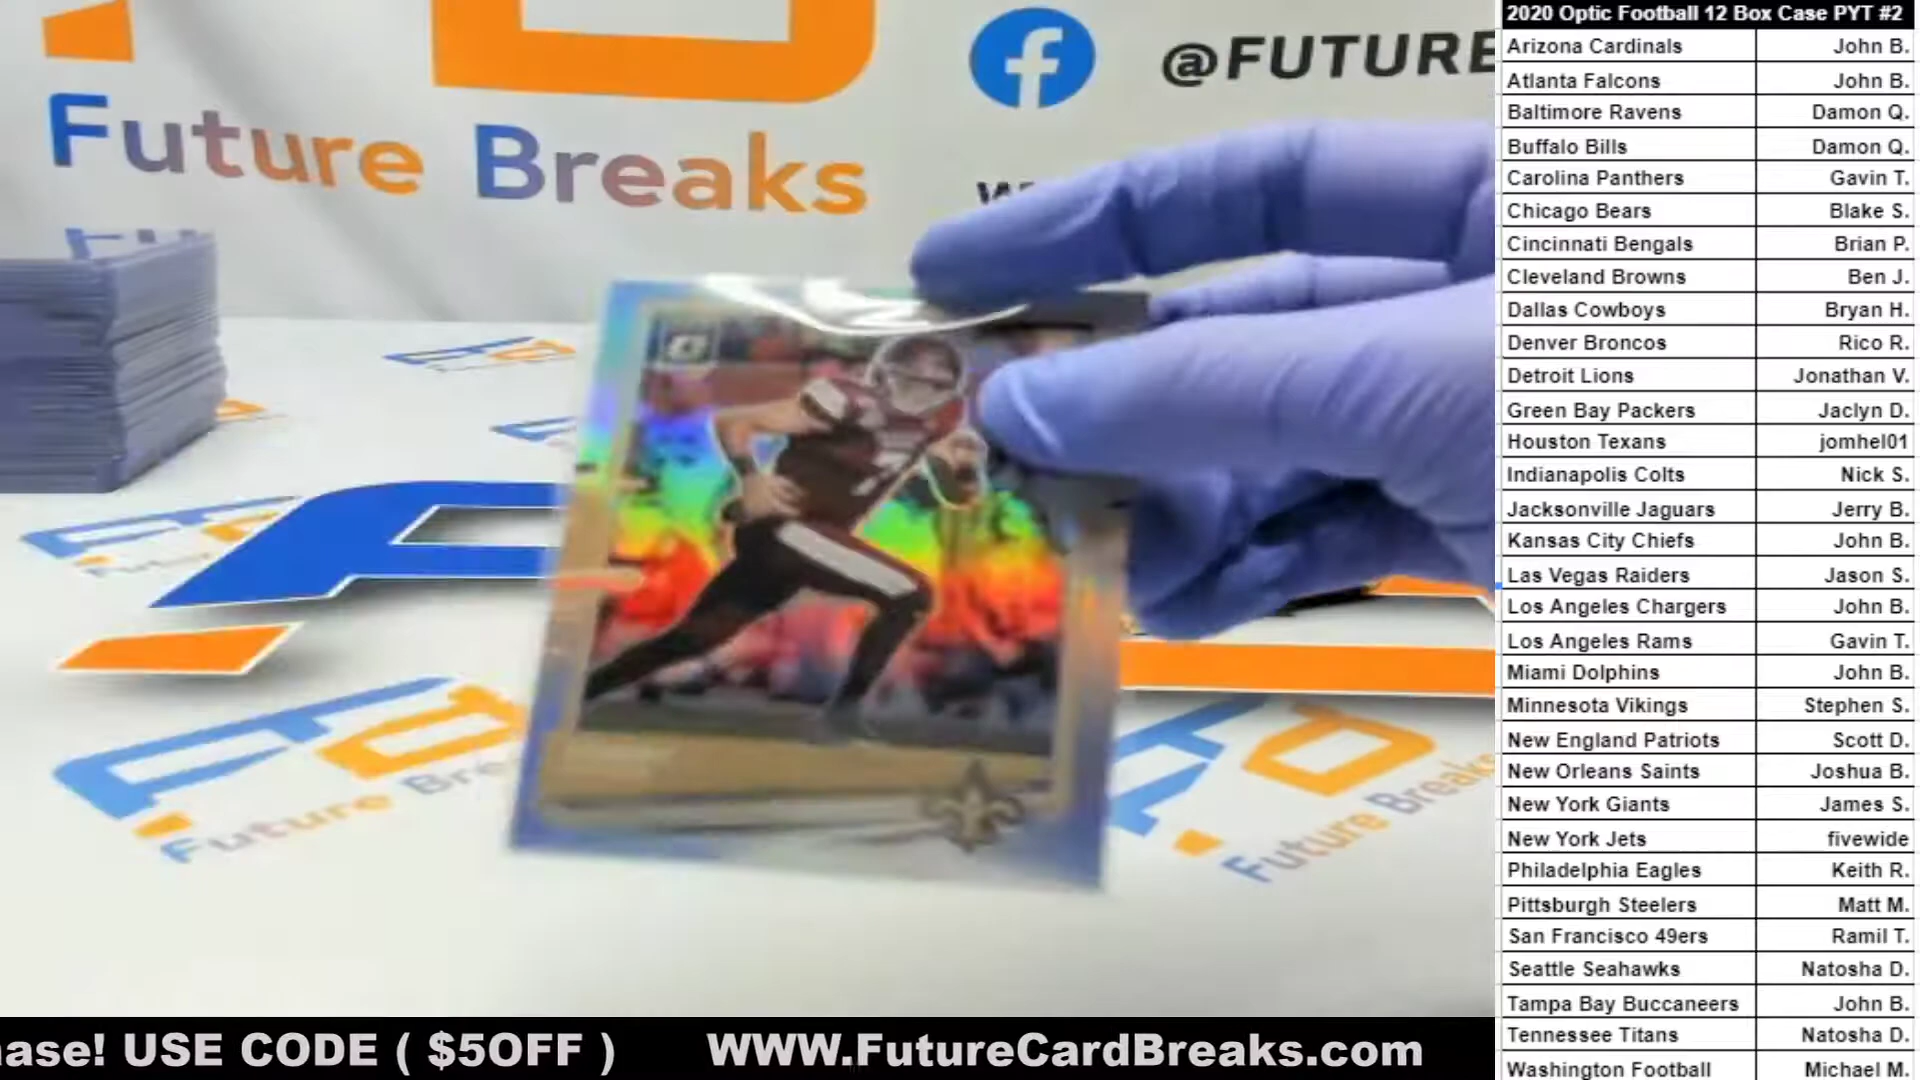 Future Breaks
@FUTURE
W
Future Bre
Future Breaks
2020 Optic Football 12 Box Case PYT #2
Arizona Cardinals John B.
Atlanta Falcons John B.
Baltimore Ravens Damon Q.
Buffalo Bills Damon Q.
Carolina Panthers Gavin T.
Chicago Bears Blake S.
Cincinnati Bengals Brian P.
Cleveland Browns Ben J.
Dallas Cowboys Bryan H.
Denver Broncos Rico R.
Detroit Lions Jonathan V.
Green Bay Packers Jaclyn D.
Houston Texans jomhel01
Indianapolis Colts Nick S.
Jacksonville Jaguars Jerry B.
Kansas City Chiefs John B.
Las Vegas Raiders Jason S.
Los Angeles Chargers John B.
Los Angeles Rams Gavin T.
Miami Dolphins John B.
Minnesota Vikings Stephen S.
New England Patriots Scott D.
New Orleans Saints Joshua B.
New York Giants James S.
New York Jets fivewide
Philadelphia Eagles Keith R.
Pittsburgh Steelers Matt M.
San Francisco 49ers Ramil T.
Seattle Seahawks Natosha D.
Tampa Bay Buccaneers John B.
Tennessee Titans Natosha D.
Washington Football Michael M.
hase! USE CODE ( $5OFF ) WWW.FutureCardBreaks.com